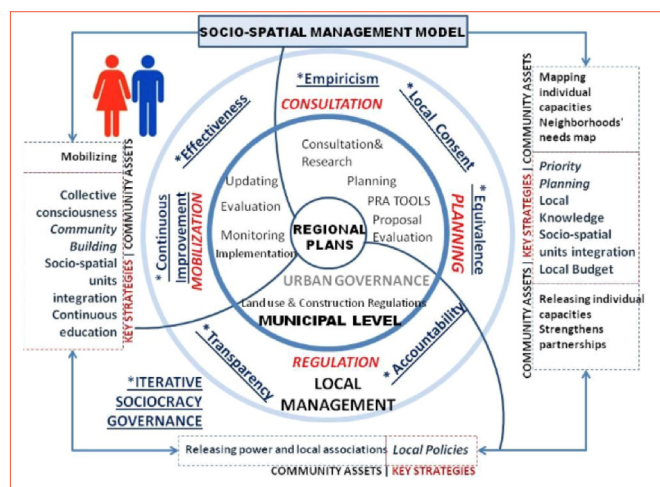 SOCIO-SPATIAL MANAGEMENT MODEL
*Empiricism
CONSULTATION
*Effectiveness
*Local Consent
Mobilizing
Collective
consciousness
Community
Building
Socio-spatial
units
integration
Continuous
education
KEY STRATEGIES | COMMUNITY ASSETS
*Continuous
Improvement
MOBILIZATION
Consultation&
Research
Updating
Planning
Evaluation
PRA TOOLS
Proposal
Evaluation
Monitoring
Implementation
REGIONAL
PLANS
URBAN GOVERNANCE
Land use & Construction Regulations
MUNICIPAL LEVEL
PLANNING
*Equivalence
*Transparency
REGULATION
*Accountability
LOCAL
MANAGEMENT
*ITERATIVE
SOCIOCRACY
GOVERNANCE
COMMUNITY ASSETS | KEY STRATEGIES | COMMUNITY ASSETS
Mapping
individual
capacities
Neighborhoods'
needs map
Priority
Planning
Local
Knowledge
Socio-spatial
units integration
Local Budget
Releasing individual
capacities
Strengthens
partnerships
Releasing power and local associations
Local Policies
COMMUNITY ASSETS | KEY STRATEGIES